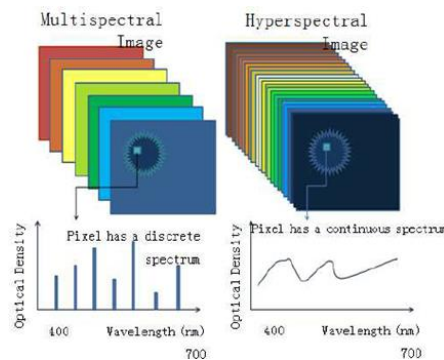 Multispectral
Image
Hyperspectral
Image
Pixel has a discrete
spectrum
Optical Density
400
Wavelength (nm)
700
Pixel has a continuous spectrum
Optical Density
400
Wavelength (nm)
700